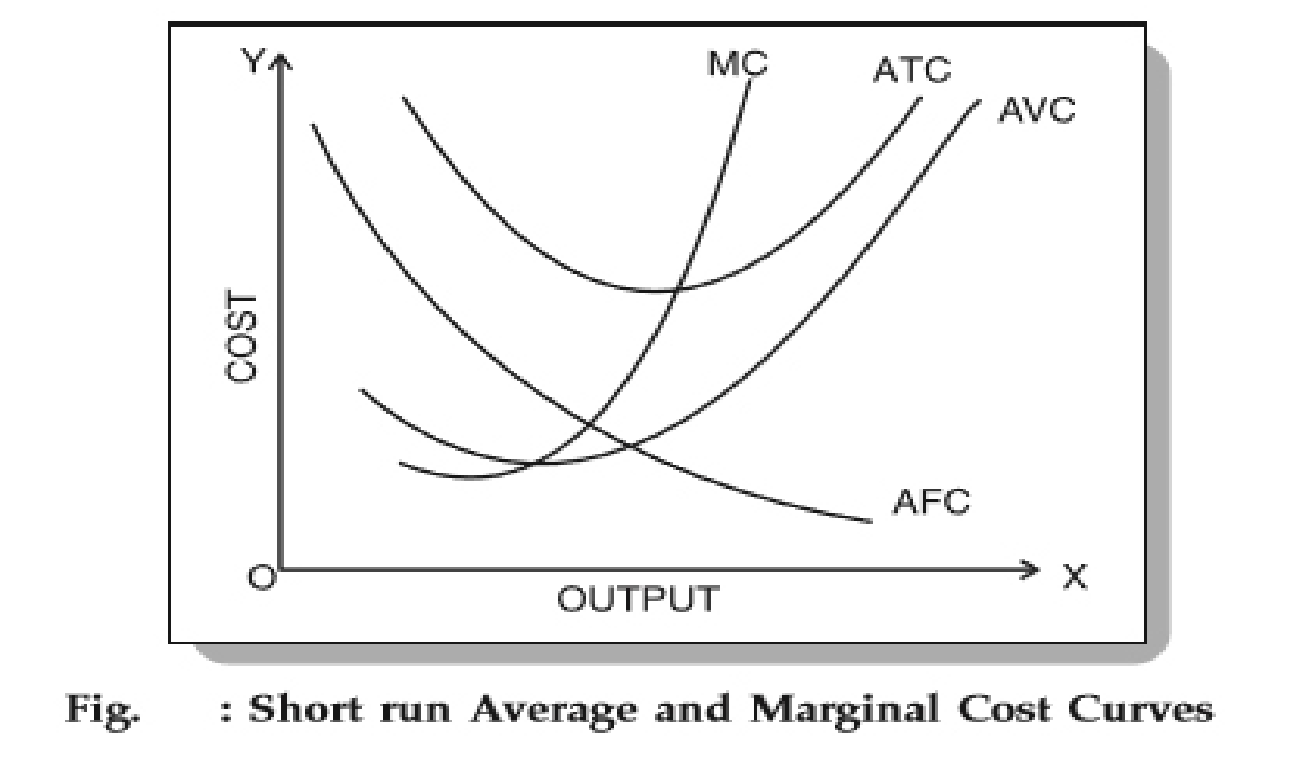 Y
MC
ATC
AVC
COST
AFC
O
X
OUTPUT
Fig. : Short run Average and Marginal Cost Curves